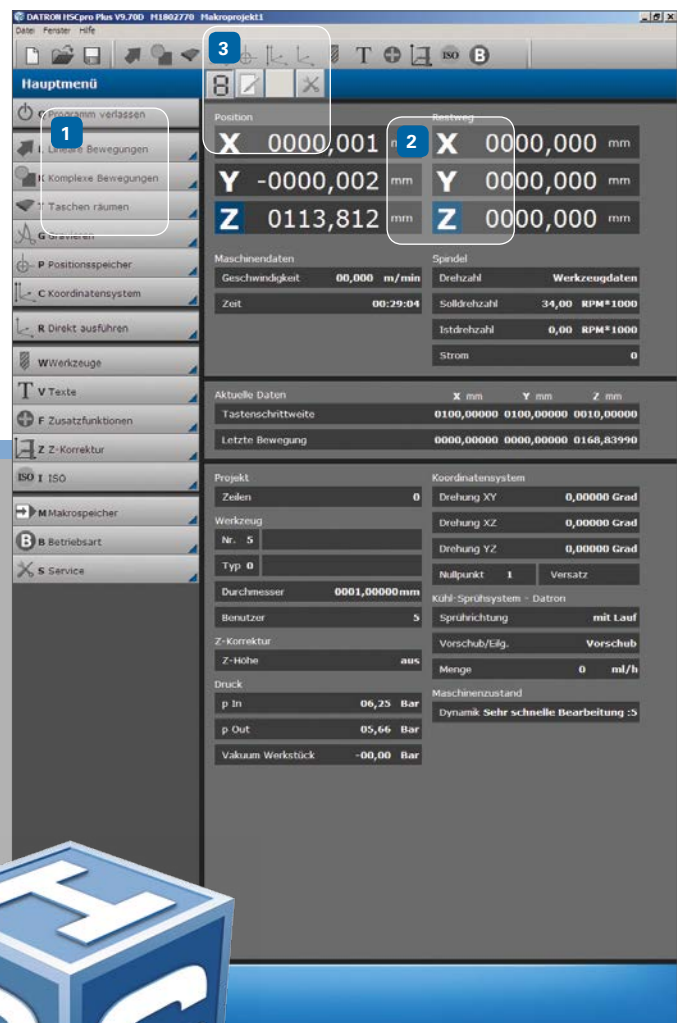 DATRON HSCpro Plus V9.70D M1802770 Makroprojekt1
Datei Fenster Hilfe
3
T ISO B
Hauptmenü
Programm verlassen
1
Lineare Bewegungen
K Komplexe Bewegungen
T Taschen räumen
G Gravieren
P Positionsspeicher
C Koordinatensystem
R Direkt ausführen
W Werkzeuge
T V Texte
F Zusatzfunktionen
Z Z-Korrektur
ISO I ISO
M Makrospeicher
B B Betriebsart
S Service
8
Position
X 0000,001
Y -0000,002 mm
Z 0113,812 mm
2
Restweg
X 0000,000 mm
Y 0000,000 mm
Z 0000,000 mm
Maschinendaten
Geschwindigkeit 00,000 m/min
Zeit 00:29:04
Spindel
Drehzahl Werkzeugdaten
Solldrehzahl 34,00 RPM*1000
Istdrehzahl 0,00 RPM*1000
Strom 0
Aktuelle Daten X mm Y mm Z mm
Tastenschrittweite 0100,00000 0100,00000 0010,00000
Letzte Bewegung 0000,00000 0000,00000 0168,83990
Projekt
Zeilen 0
Werkzeug
Nr. 5
Typ 0
Durchmesser 0001,00000 mm
Benutzer 5
Z-Korrektur
Z-Höhe aus
Druck
p In 06,25 Bar
p Out 05,66 Bar
Vakuum Werkstück -00,00 Bar
Koordinatensystem
Drehung XY 0,00000 Grad
Drehung XZ 0,00000 Grad
Drehung YZ 0,00000 Grad
Nullpunkt 1 Versatz
Kühl-Sprühsystem - Datron
Sprührichtung mit Lauf
Vorschub/Eilg. Vorschub
Menge 0 ml/h
Maschinenzustand
Dynamik Sehr schnelle Bearbeitung :5
H
S
C